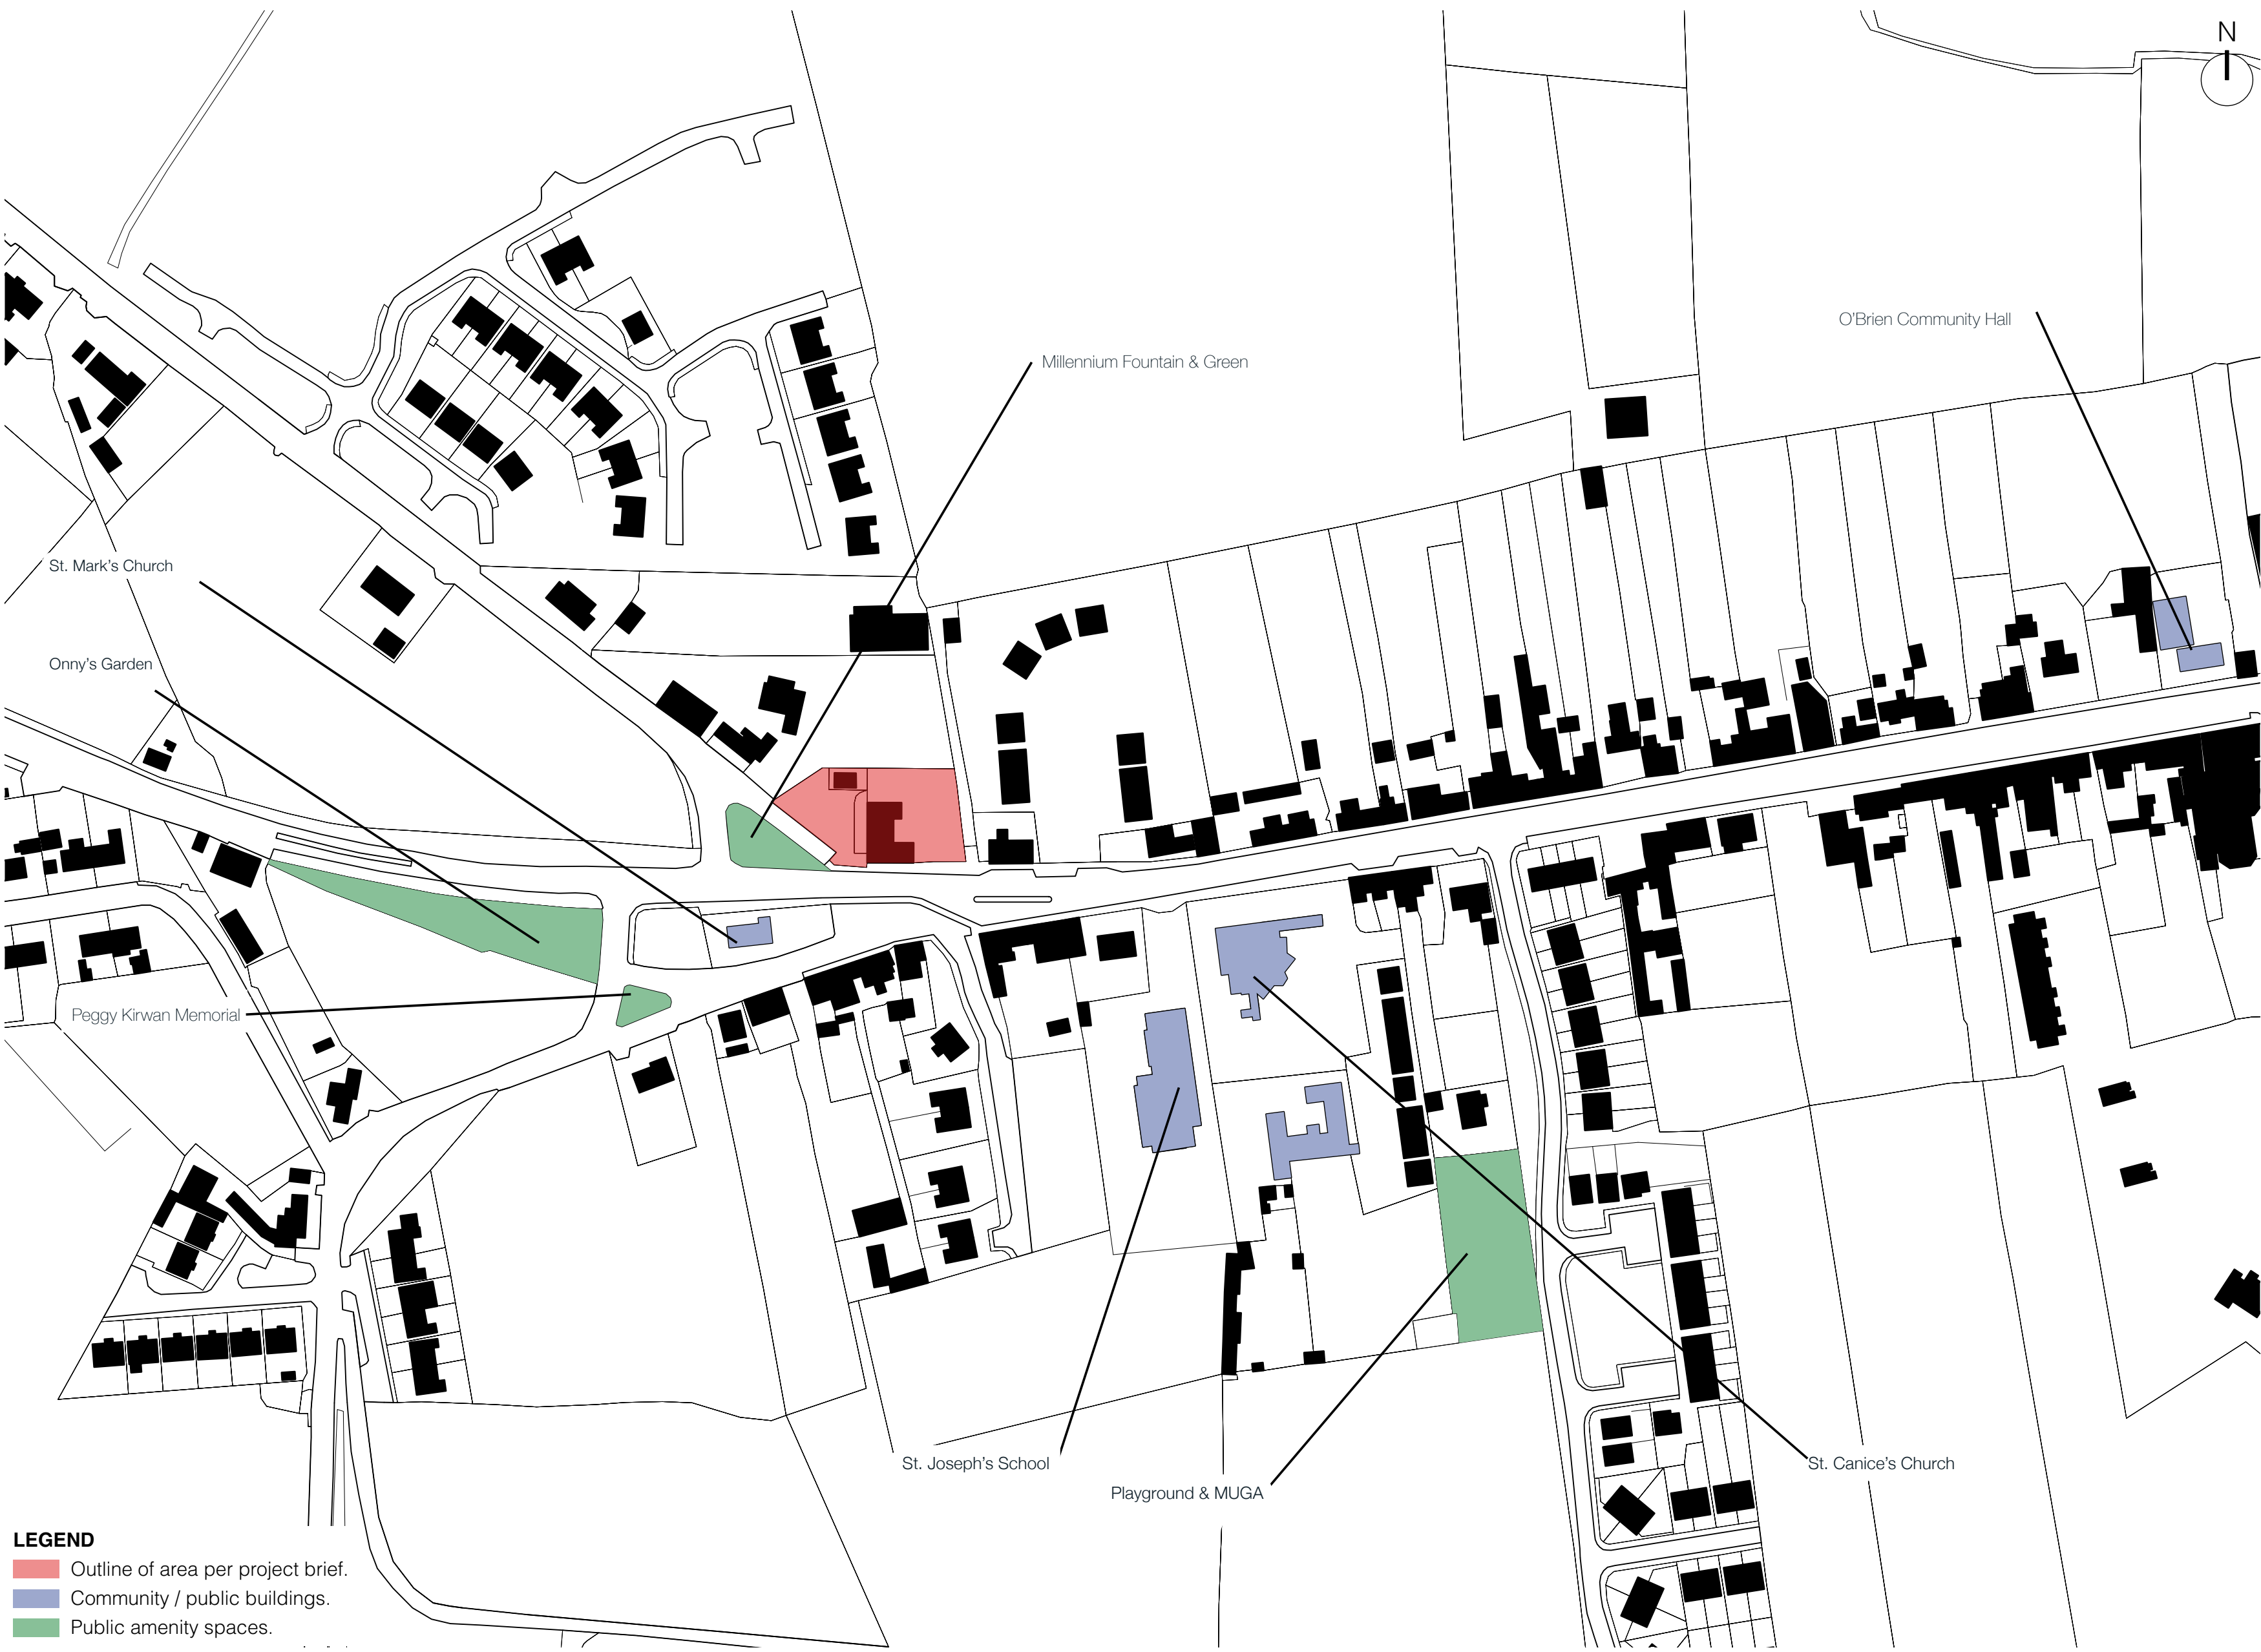 N
O'Brien Community Hall
Millennium Fountain & Green
St. Mark's Church
Onny's Garden
Peggy Kirwan Memorial
St. Joseph's School
St. Canice's Church
Playground & MUGA
LEGEND
Outline of area per project brief.
Community / public buildings.
Public amenity spaces.